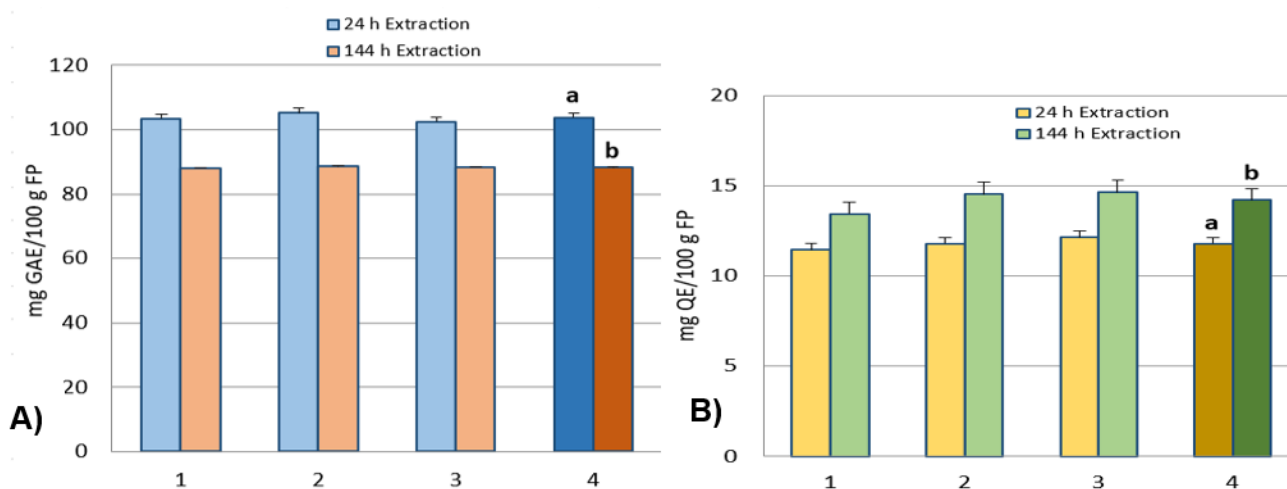 24 h Extraction
144 h Extraction
mg GAE/100 g FP
120
100
80
60
40
20
0
a
b
1 2 3 4
A)
24 h Extraction
144 h Extraction
mg QE/100 g FP
20
15
10
5
0
a
b
1 2 3 4
B)